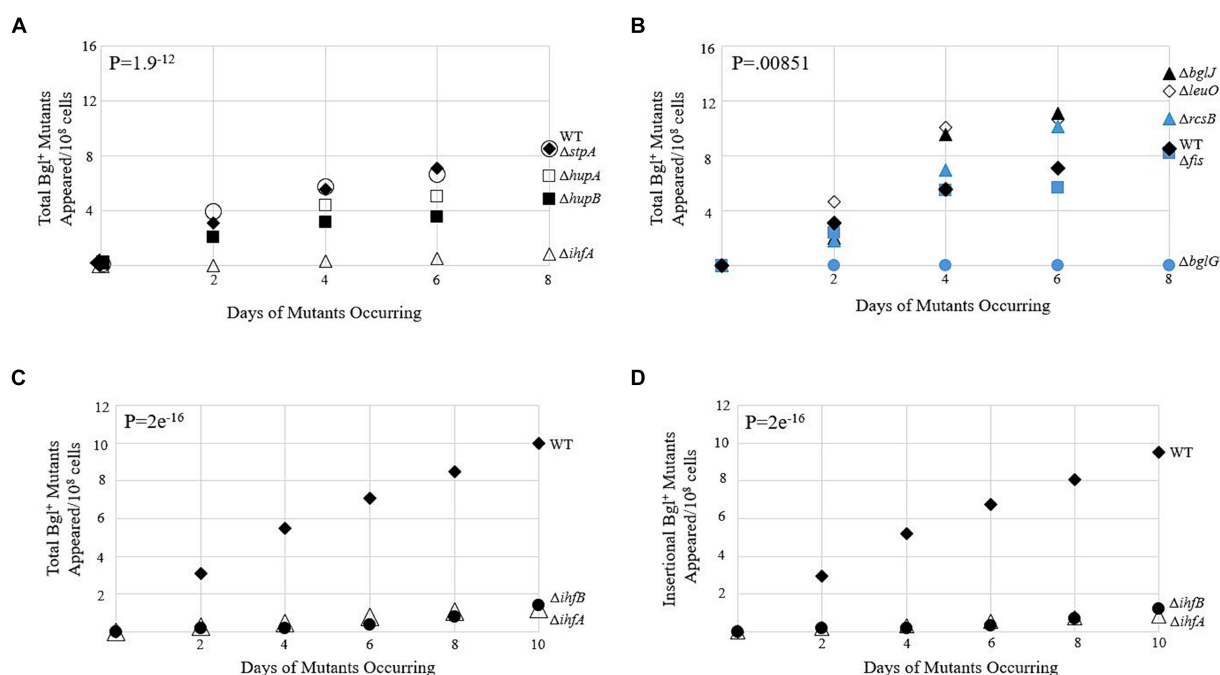 A
P=1.9⁻¹²
Total Bgl⁺ Mutants
Appeared/10⁸ cells
16
12
8
4
2
4
6
8
Days of Mutants Occurring
WT
ΔstpA
ΔhupA
ΔhupB
ΔihfA
B
P=.00851
Total Bgl⁺ Mutants
Appeared/10⁸ cells
16
12
8
4
2
4
6
8
Days of Mutants Occurring
ΔbglJ
ΔleuO
ΔrcsB
WT
Δfis
ΔbglG
C
P=2e⁻¹⁶
Total Bgl⁺ Mutants
Appeared/10⁸ cells
12
10
8
6
4
2
2
4
6
8
10
Days of Mutants Occurring
WT
ΔihfB
ΔihfA
D
P=2e⁻¹⁶
Insertional Bgl⁺ Mutants
Appeared/10⁸ cells
12
10
8
6
4
2
2
4
6
8
10
Days of Mutants Occurring
WT
ΔihfB
ΔihfA